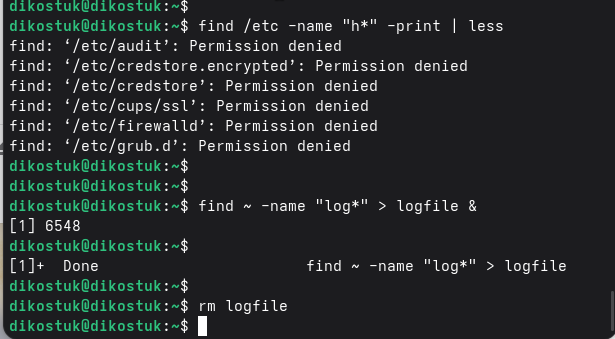 dikostuk@dikostuk:~$
dikostuk@dikostuk:~$ find /etc -name "h*" -print | less
find: ‘/etc/audit’: Permission denied
find: ‘/etc/credstore.encrypted’: Permission denied
find: ‘/etc/credstore’: Permission denied
find: ‘/etc/cups/ssl’: Permission denied
find: ‘/etc/firewalld’: Permission denied
find: ‘/etc/grub.d’: Permission denied
dikostuk@dikostuk:~$
dikostuk@dikostuk:~$
dikostuk@dikostuk:~$ find ~ -name "log*" > logfile &
[1] 6548
dikostuk@dikostuk:~$
[1]+  Done                    find ~ -name "log*" > logfile
dikostuk@dikostuk:~$
dikostuk@dikostuk:~$ rm logfile
dikostuk@dikostuk:~$